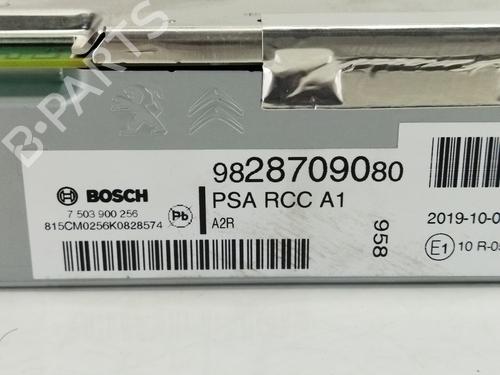 B-PARTS
BOSCH
7 503 900 256
815CM0256K0828574
Pb
9828709080
PSA RCC A1
A2R
958
2019-10-0
E1 10 R-05